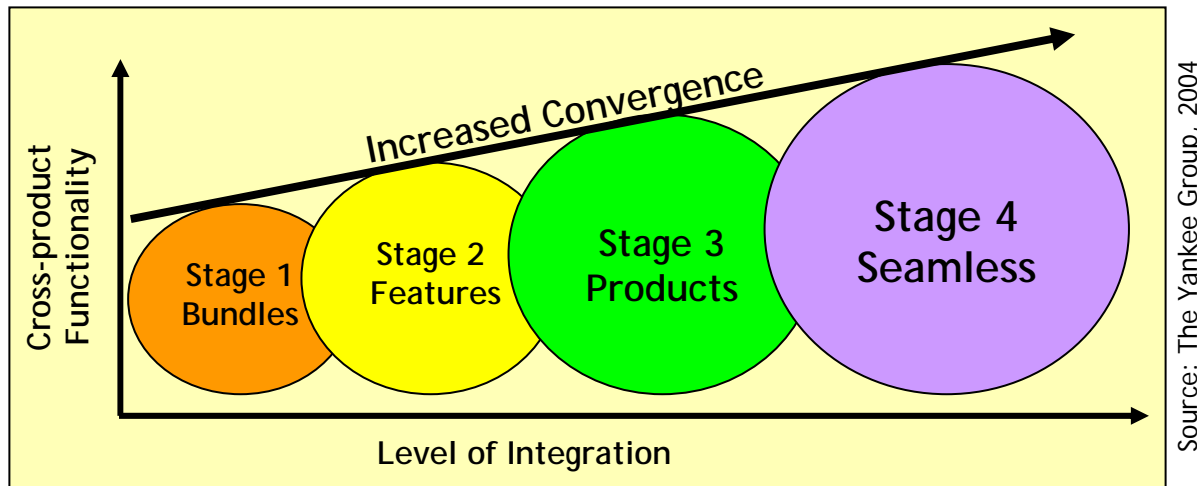 Increased Convergence
Cross-product
Functionality
Stage 1
Bundles
Stage 2
Features
Stage 3
Products
Stage 4
Seamless
Level of Integration
Source: The Yankee Group, 2004